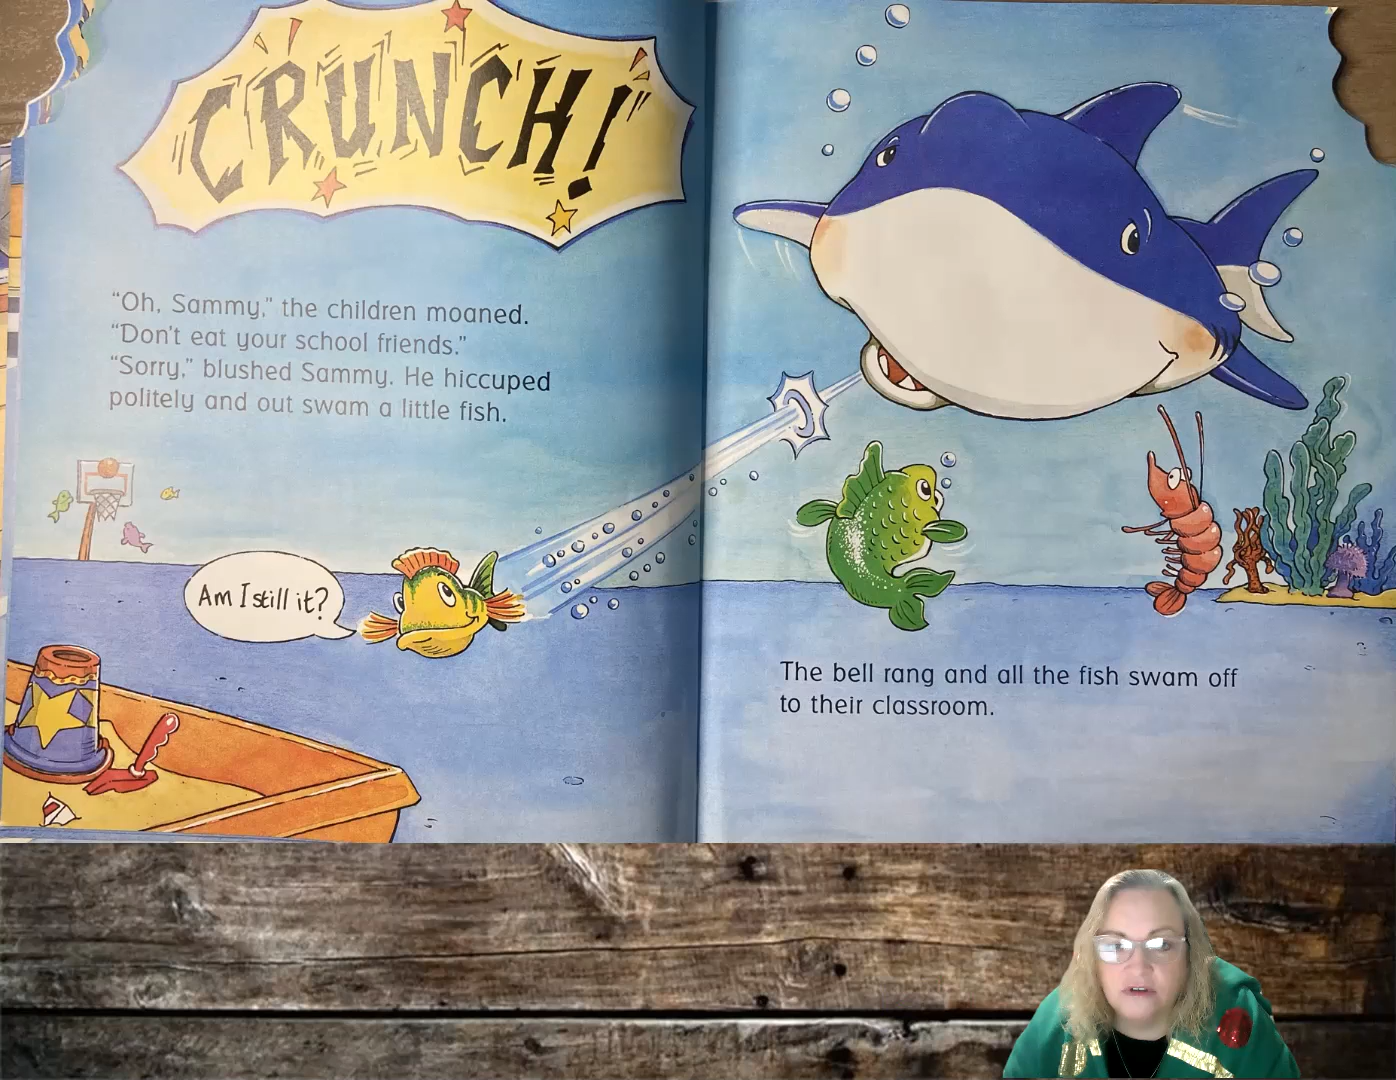 CRUNCH!
"Oh, Sammy," the children moaned.
"Don't eat your school friends."
"Sorry," blushed Sammy. He hiccuped
politely and out swam a little fish.
Am I still it?
The bell rang and all the fish swam off
to their classroom.